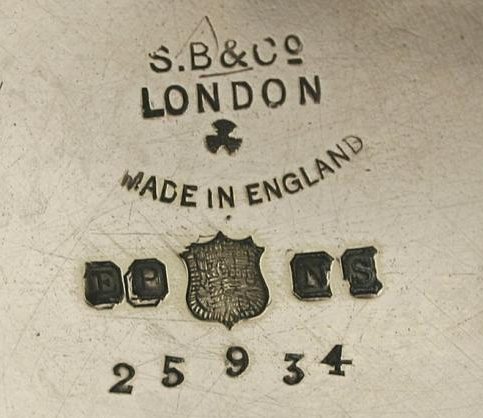 S.B&Cº
LONDON
MADE IN ENGLAND
E P N S
25934